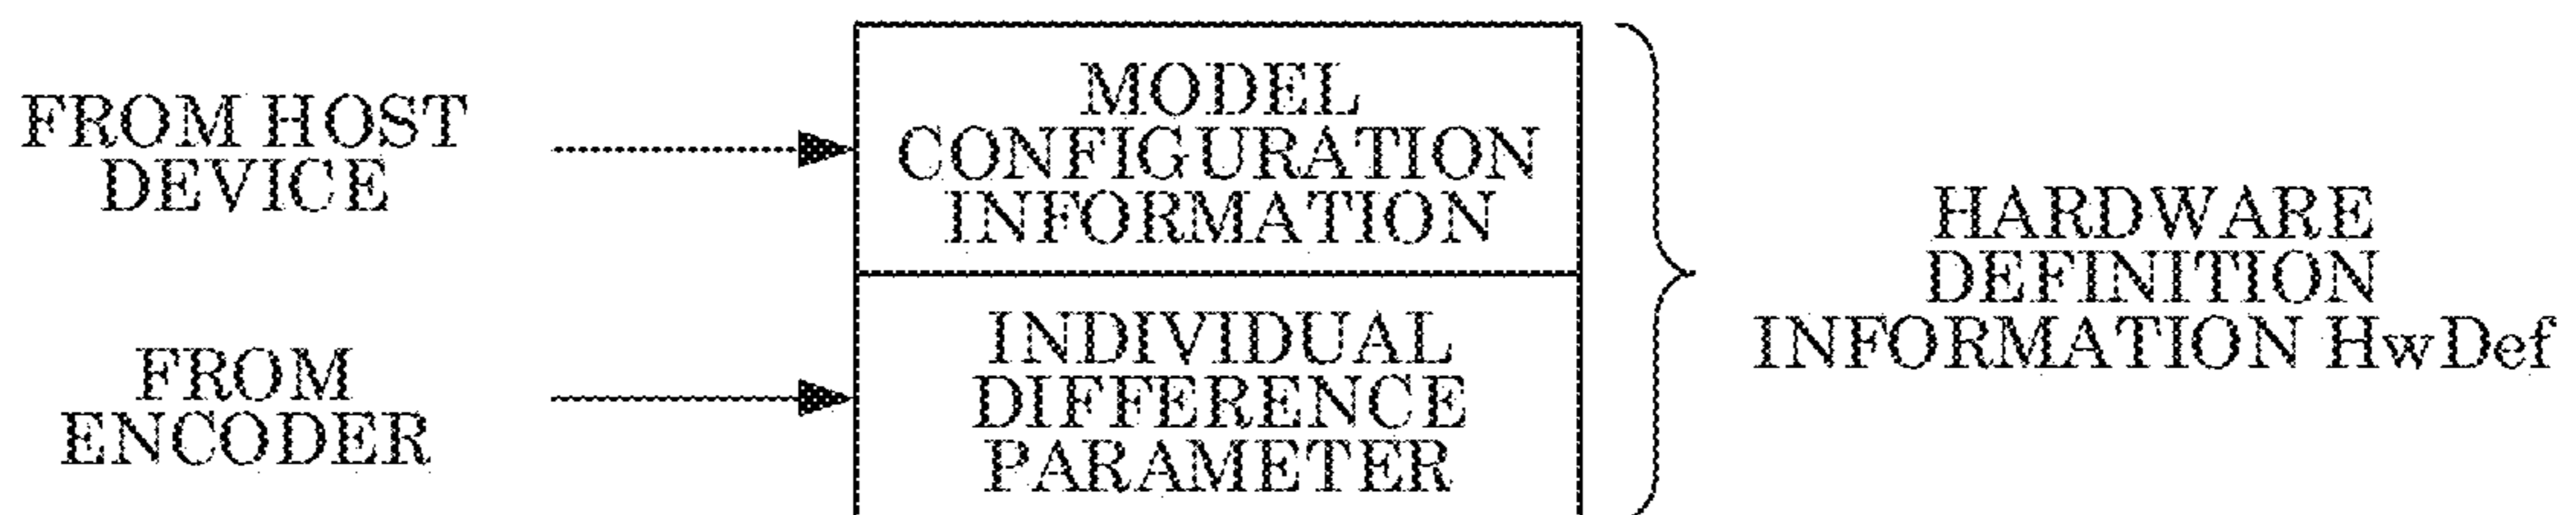 FROM HOST
DEVICE
MODEL
CONFIGURATION
INFORMATION
FROM
ENCODER
INDIVIDUAL
DIFFERENCE
PARAMETER
HARDWARE
DEFINITION
INFORMATION HwDef